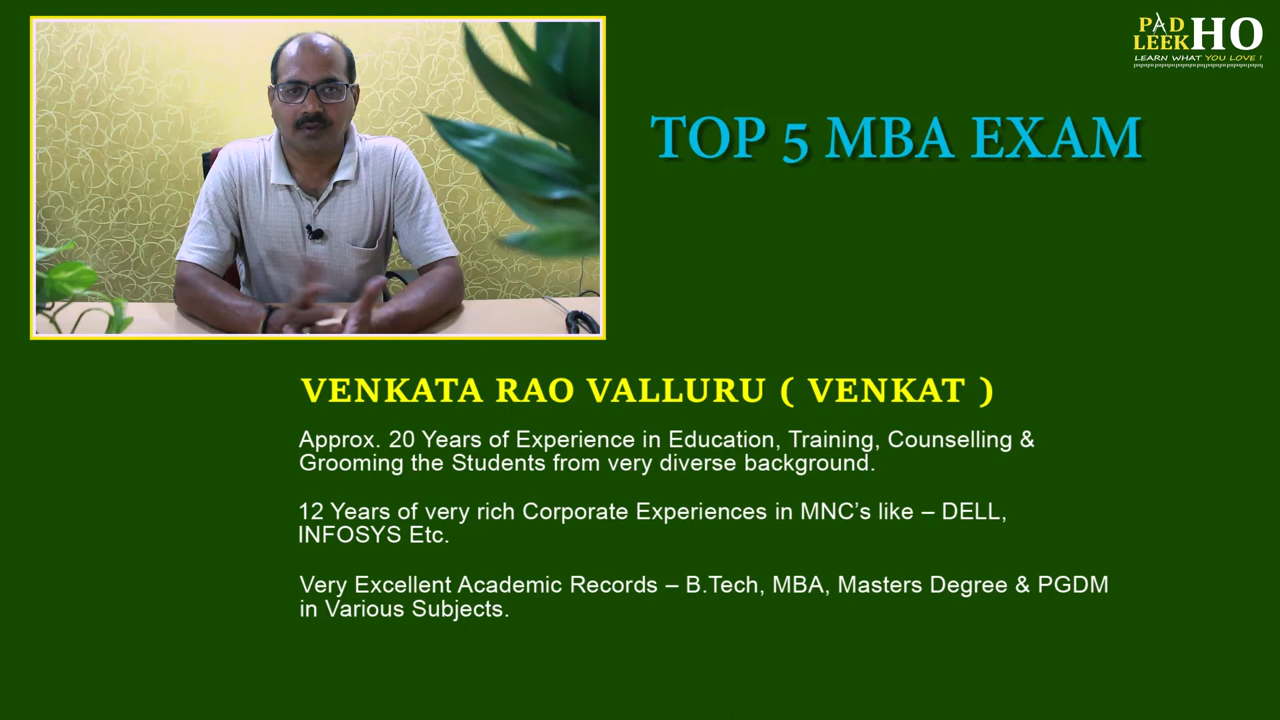 PAD
LEEKHO
LEARN WHAT YOU LOVE !
TOP 5 MBA EXAM
VENKATA RAO VALLURU ( VENKAT )
Approx. 20 Years of Experience in Education, Training, Counselling &
Grooming the Students from very diverse background.
12 Years of very rich Corporate Experiences in MNC's like – DELL,
INFOSYS Etc.
Very Excellent Academic Records – B.Tech, MBA, Masters Degree & PGDM
in Various Subjects.